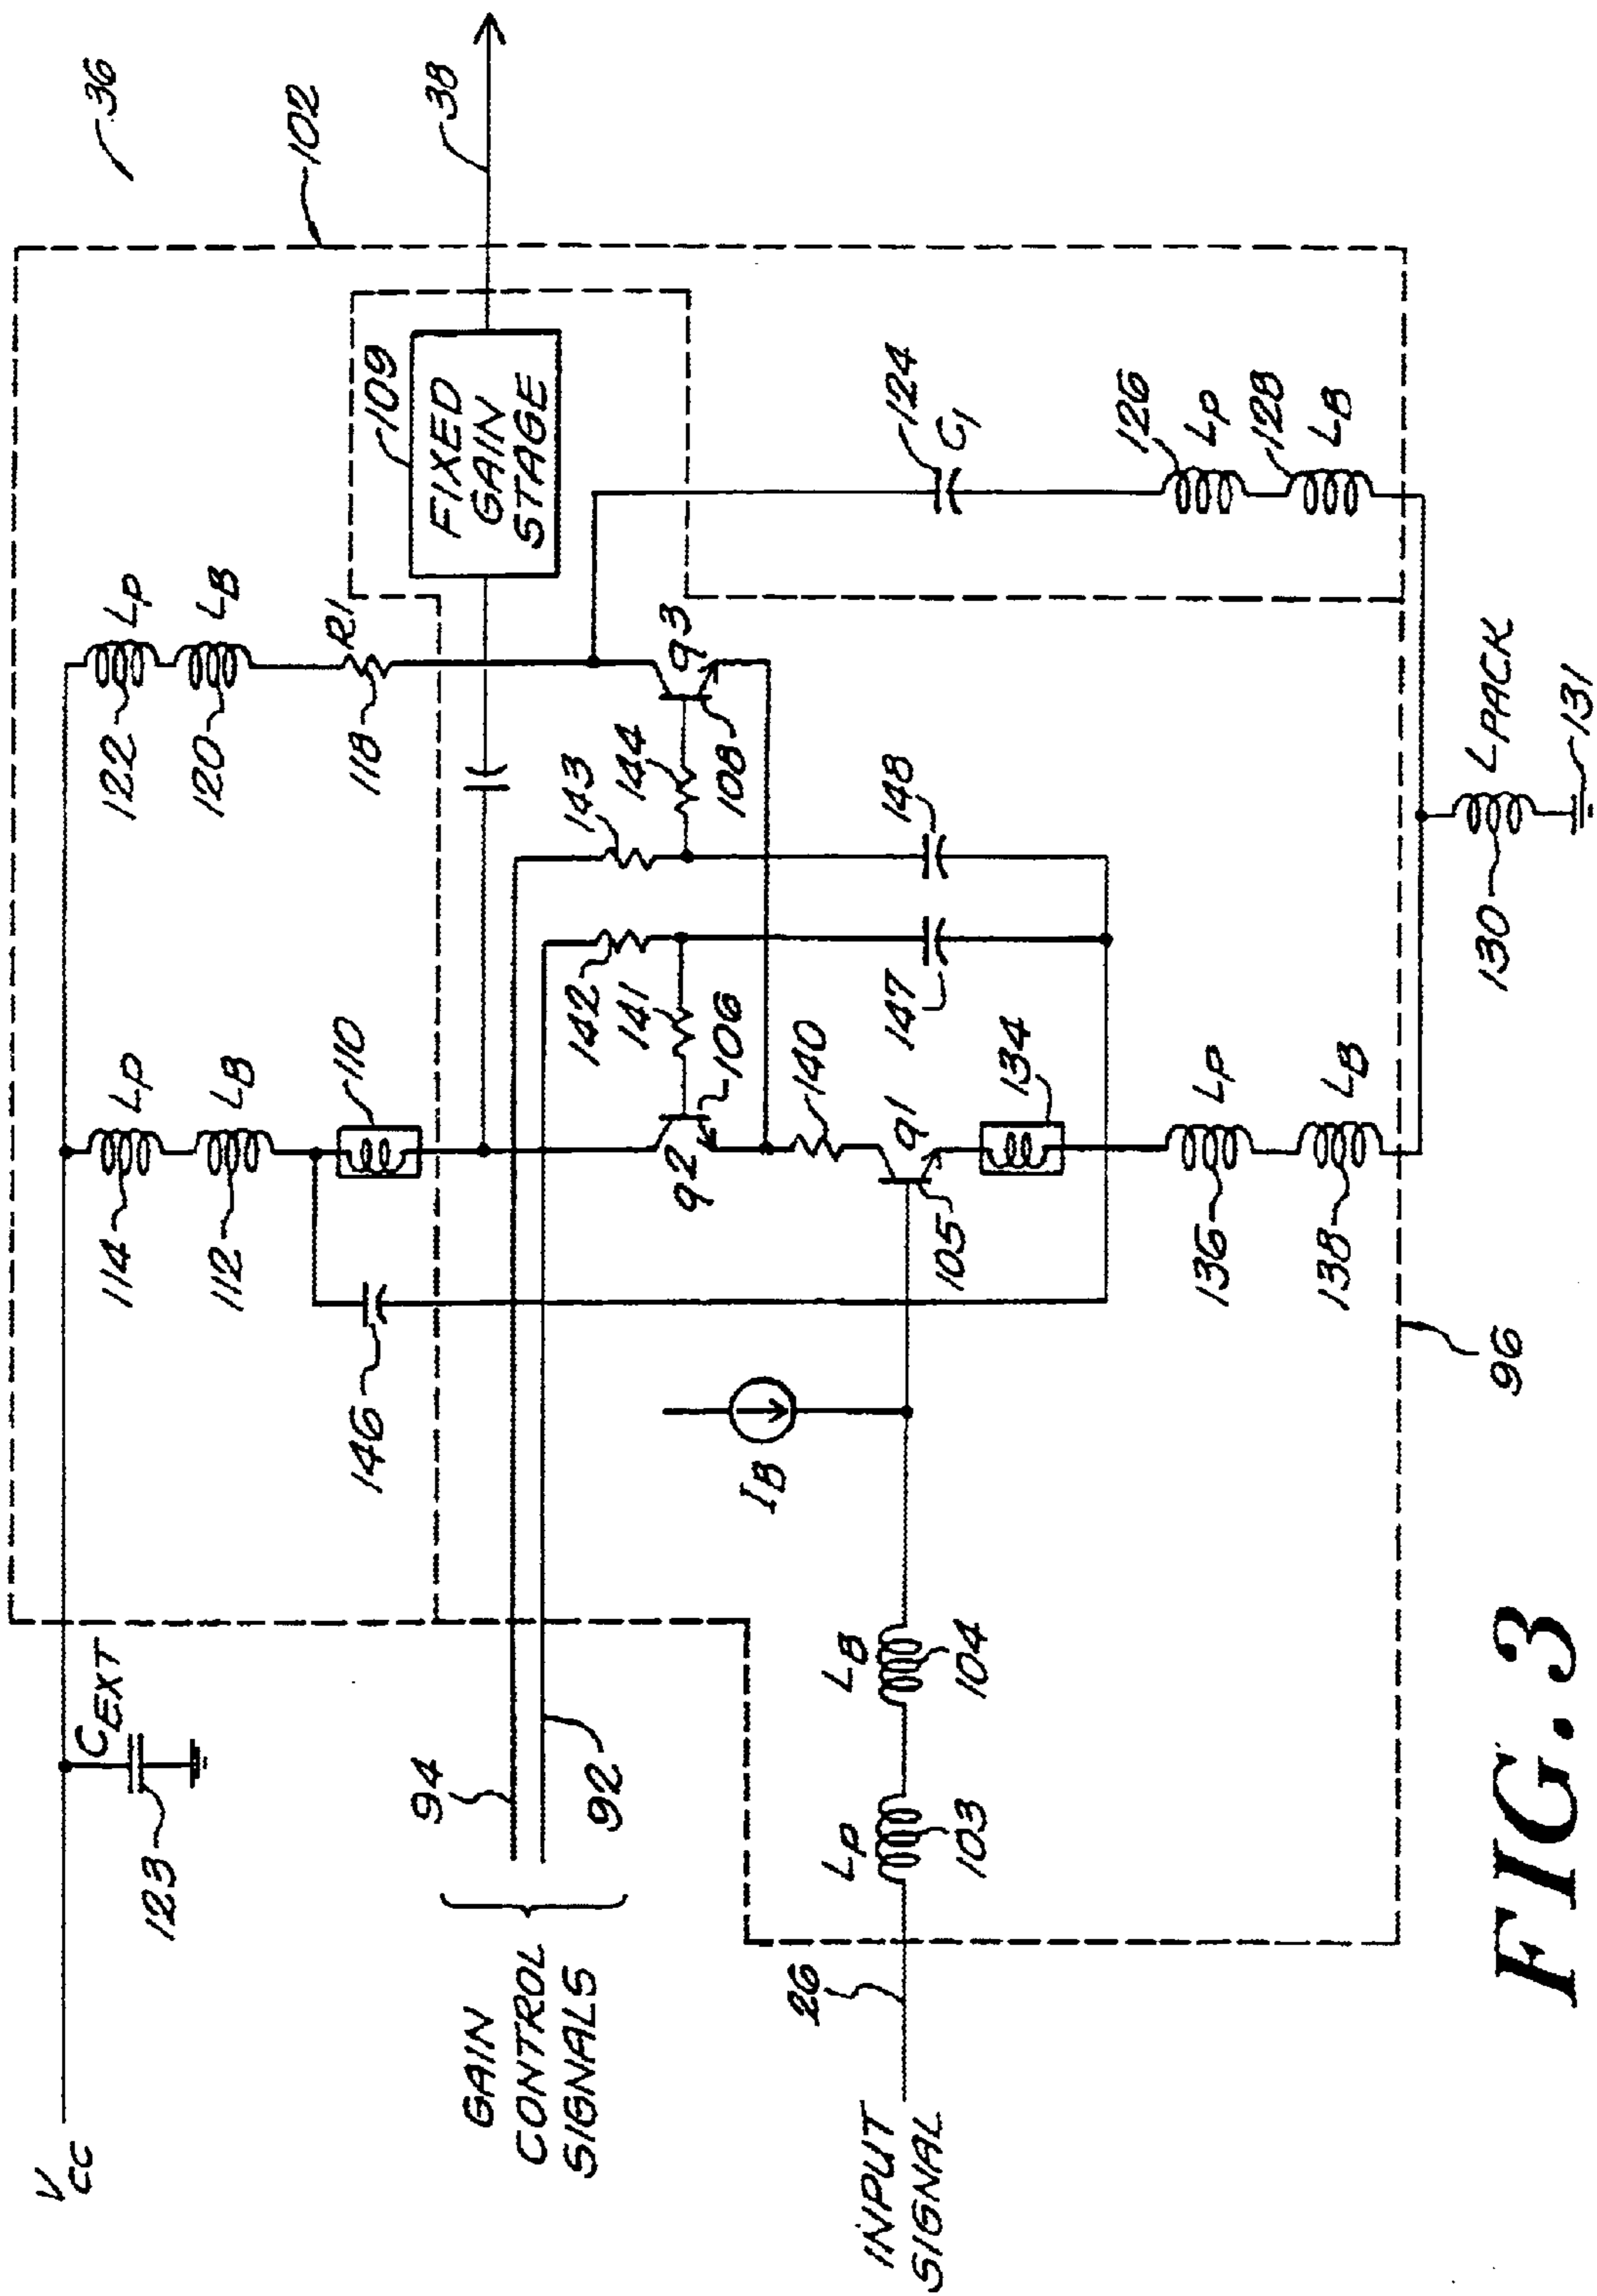 36
102
38
122
LP
120
LB
118
R1
114
LP
112
LB
110
109
FIXED
GAIN
STAGE
VCC
CEXT
123
146
94
92
GAIN
CONTROL
SIGNALS
143
144
q3
108
142
141
q2
106
140
q1
105
134
147
148
124
C1
126
LP
128
LB
IB
INPUT
SIGNAL
26
LP
103
LB
104
136
LP
138
LB
130
LPACK
131
96
FIG. 3